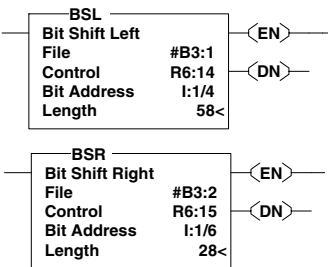 BSL
Bit Shift Left (EN)
File #B3:1
Control R6:14 (DN)
Bit Address I:1/4
Length 58<
BSR
Bit Shift Right (EN)
File #B3:2
Control R6:15 (DN)
Bit Address I:1/6
Length 28<